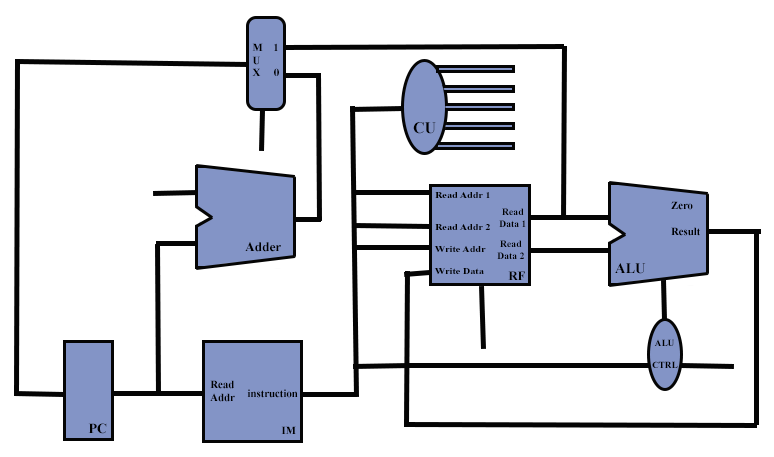 M 1
U
X 0
CU
Read Addr 1
Read Addr 2
Write Addr
Write Data
Read
Data 1
Read
Data 2
RF
Zero
Result
ALU
Adder
ALU
CTRL
PC
Read
Addr
instruction
IM